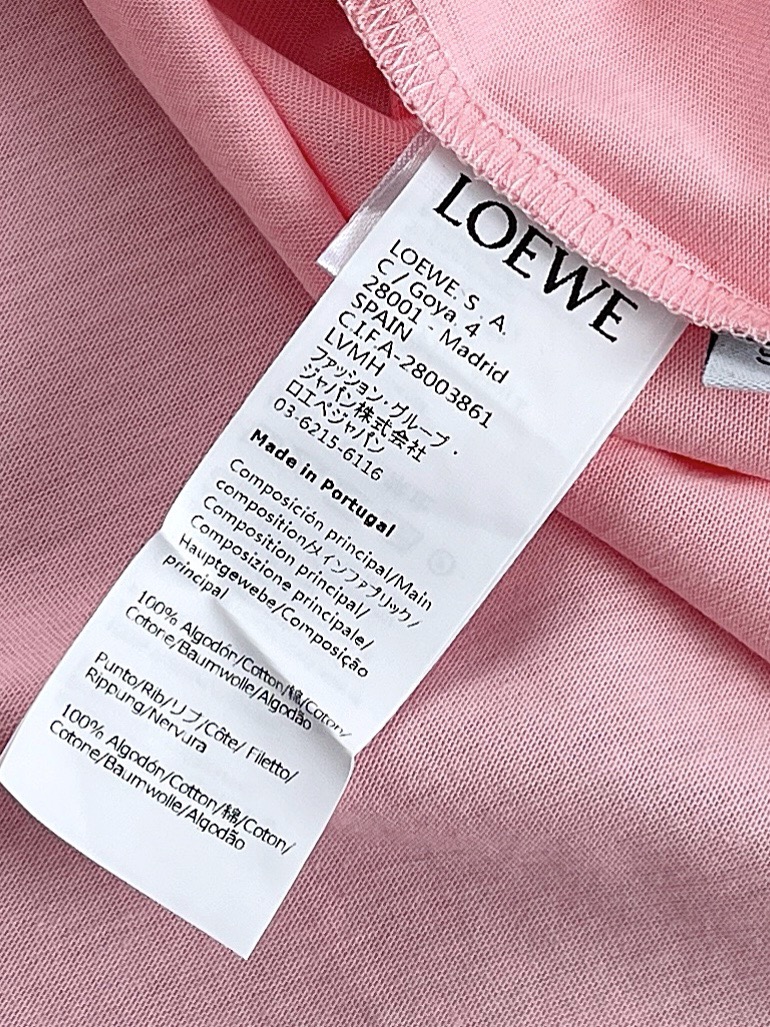 LOEWE
LOEWE. S. A.
C / Goya. 4
28001 - Madrid
SPAIN
C.I.F.A-28003861
LVMH
ファッション・グループ・
ジャパン株式会社
ロエベジャパン
03-6215-6116
Made in Portugal
Composición principal/Main
composition/メインファブリック/
Composition principal/
Composizione principale/
Hauptgewebe/Composição
principal
100% Algodón/Cotton/綿/Coton/
Cotone/Baumwolle/Algodão
Punto/Rib/リブ/Côte/ Filetto/
Rippung/Nervura
100% Algodón/Cotton/綿/Coton/
Cotone/Baumwolle/Algodão